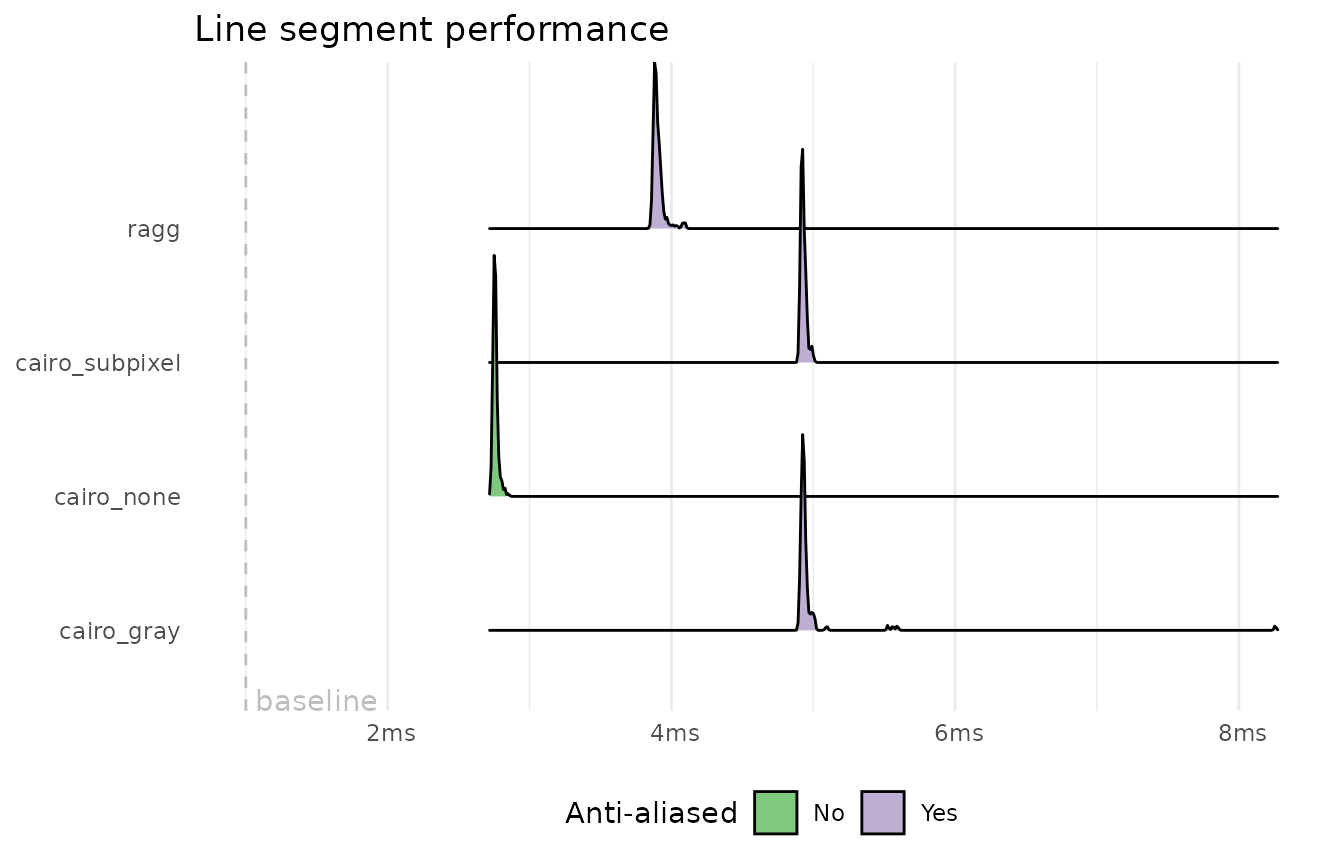 Line segment performance
ragg
cairo_subpixel
cairo_none
cairo_gray
baseline
2ms 4ms 6ms 8ms
Anti-aliased No Yes